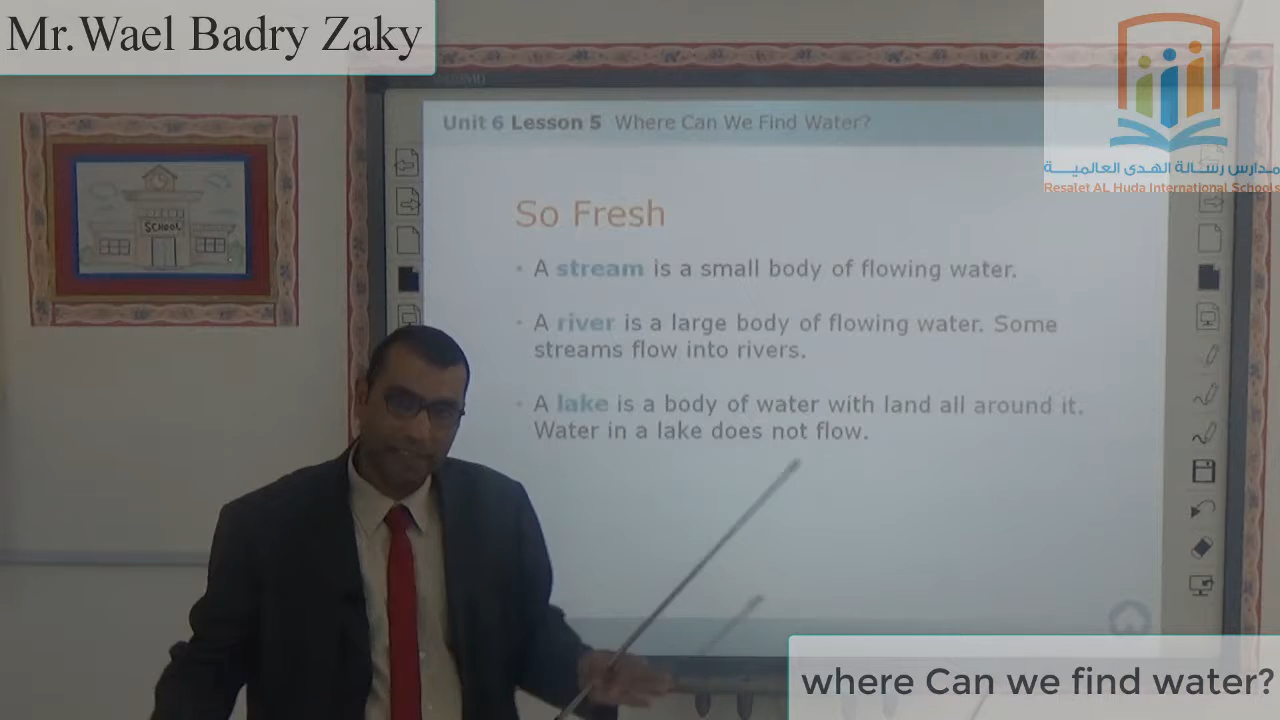 Mr.Wael Badry Zaky
مدارس رسالة الهدى العالمية
Resalet AL Huda International Schools
SCHOOL
Unit 6 Lesson 5 Where Can We Find Water?
So Fresh
• A stream is a small body of flowing water.
• A river is a large body of flowing water. Some
streams flow into rivers.
• A lake is a body of water with land all around it.
Water in a lake does not flow.
where Can we find water?